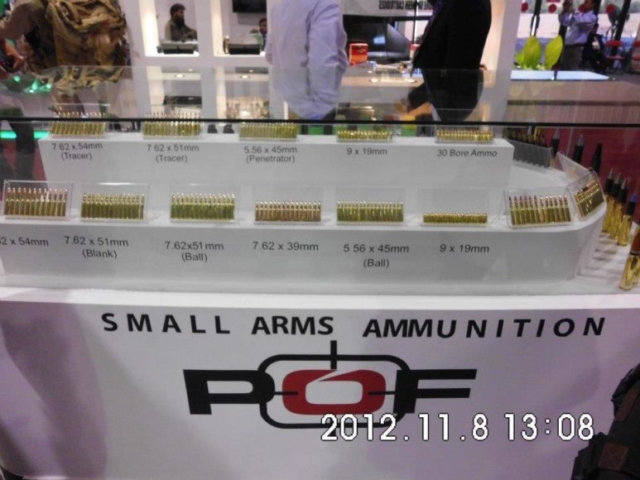 7 62 x 54mm
(Tracer)
7 62 x 51mm
(Tracer)
5.56 x 45mm
(Penetrator)
9 x 19mm
30 Bore Ammo
2 x 54mm
7.62 x 51mm
(Blank)
7.62x51mm
(Ball)
7.62 x 39mm
5 56 x 45mm
(Ball)
9 x 19mm
SMALL ARMS AMMUNITION
POF
2012.11.8 13:08